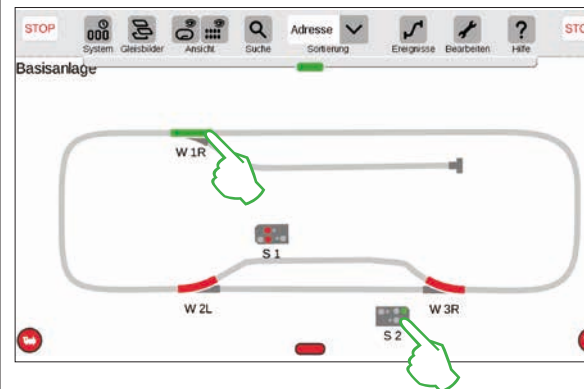 STOP
System Gleisbilder Ansicht Suche Adresse Sortierung Ereignisse Bearbeiten ? Hilfe
STO
Basisanlage
W 1R
S 1
W 2L
W 3R
S 2